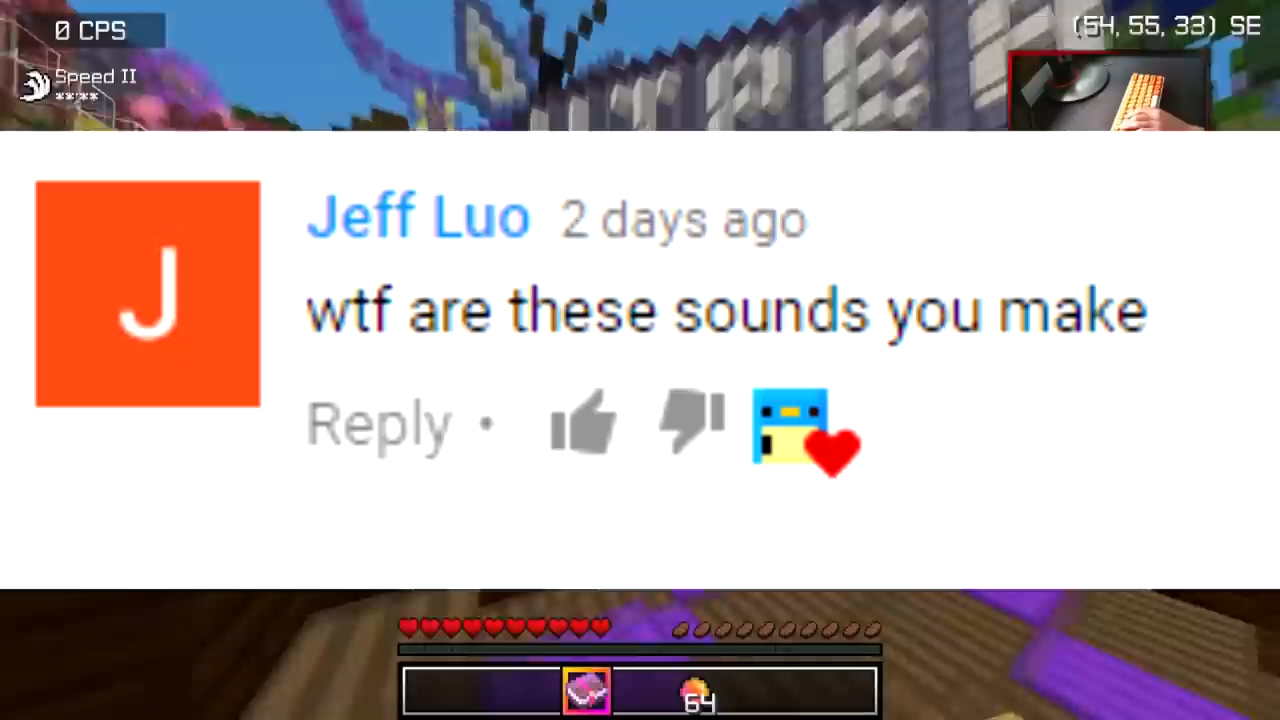 0 CPS
(54, 55, 33) SE
Speed II
**:**
Jeff Luo 2 days ago
J
wtf are these sounds you make
Reply •
64